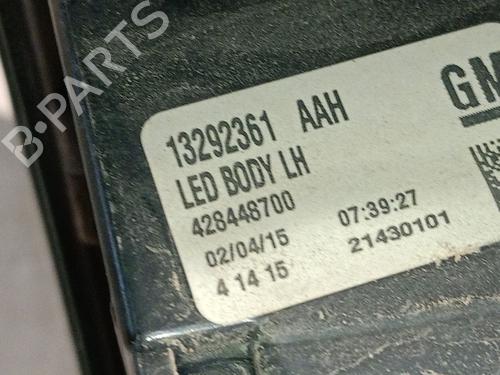 B-PARTS
GM
13292361 AAH
LED BODY LH
428448700
02/04/15 07:39:27
4 14 15 21430101